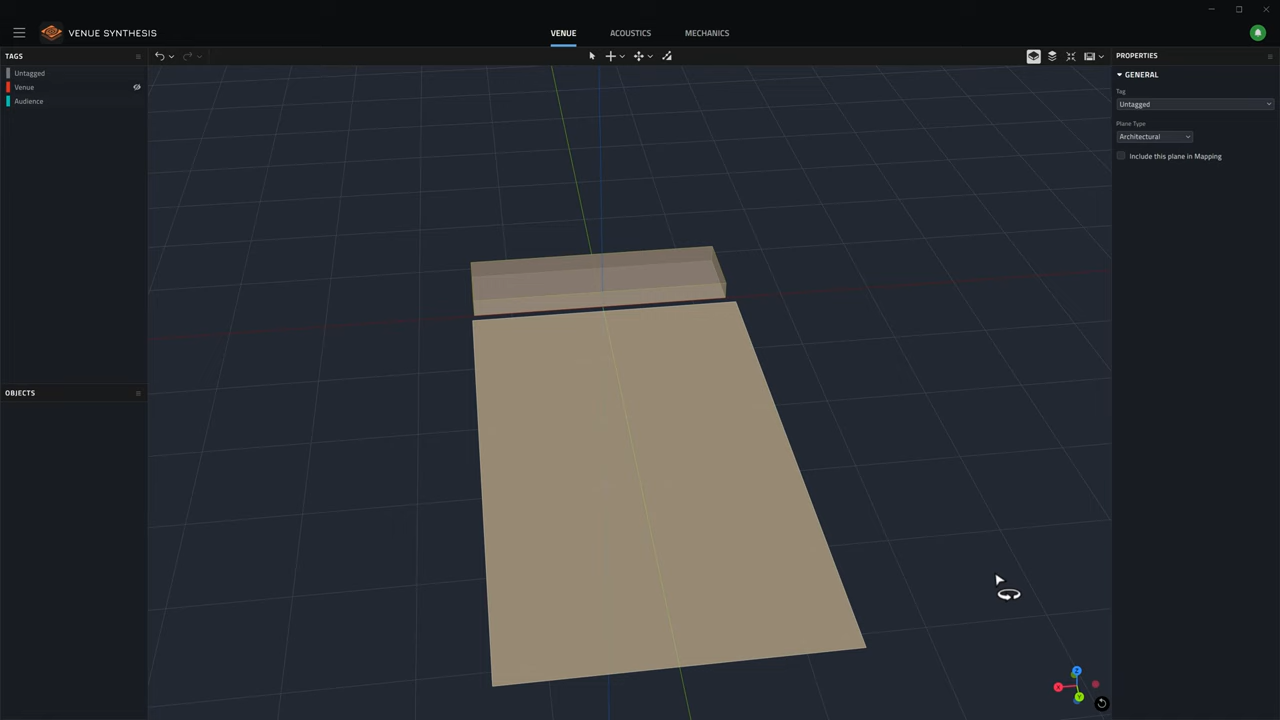 VENUE SYNTHESIS
VENUE
ACOUSTICS
MECHANICS
TAGS
Untagged
Venue
Audience
OBJECTS
PROPERTIES
GENERAL
Tag
Untagged
Plane Type
Architectural
Include this plane in Mapping
X
Y
Z